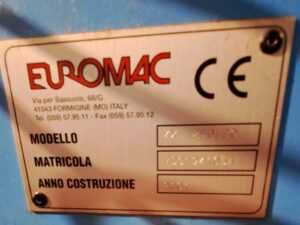 EUROMAC CE
Via per Sassuolo, 68/G
41043 FORMIGINE (MO) ITALY
Tel. (059) 57.95.11 - Fax (059) 57.95.12
MODELLO
MATRICOLA
ANNO COSTRUZIONE